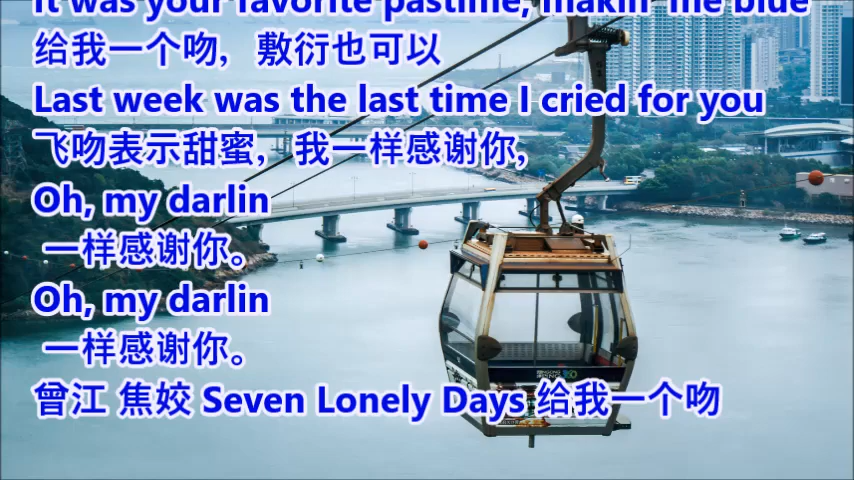 It was your favorite pastime, makin' me blue
给我一个吻，敷衍也可以
Last week was the last time I cried for you
飞吻表示甜蜜，我一样感谢你,
Oh, my darlin
一样感谢你。
Oh, my darlin
一样感谢你。
曾江 焦姣 Seven Lonely Days 给我一个吻